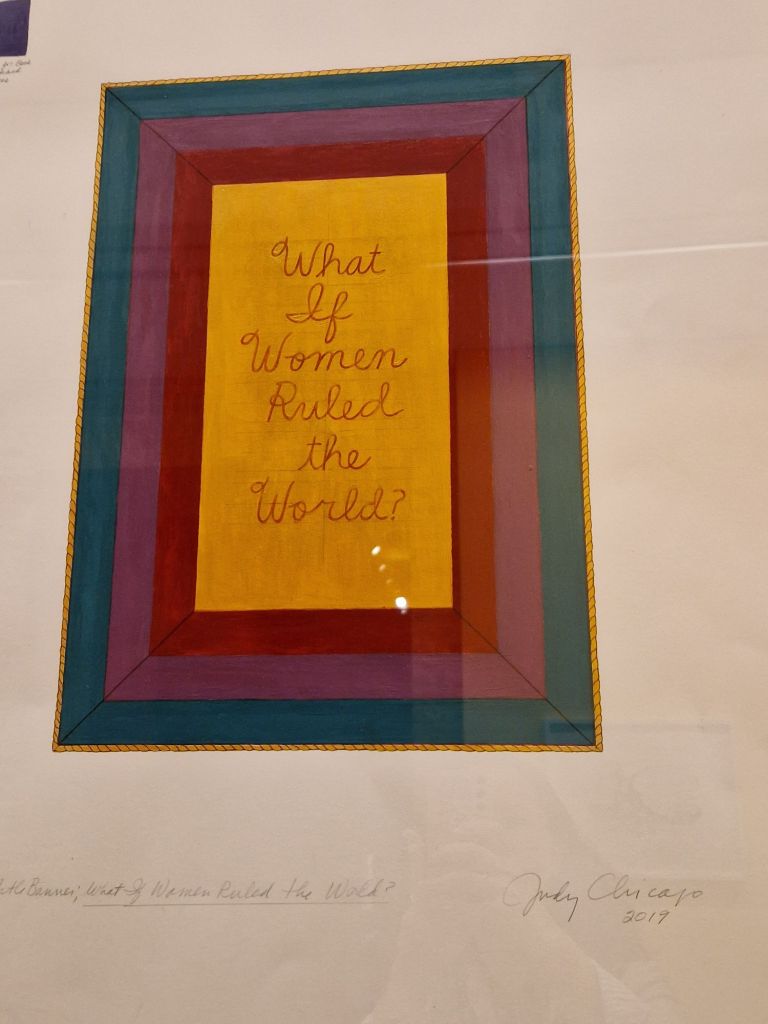 What
If
Women
Ruled
the
World?
Banner; What If Women Ruled the World?
Judy Chicago
2019